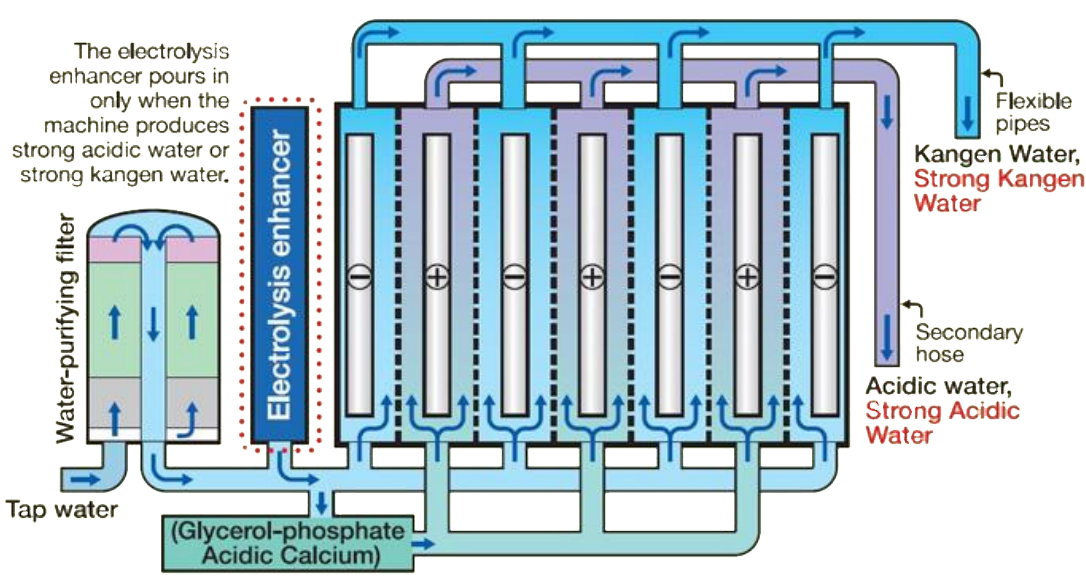 The electrolysis
enhancer pours in
only when the
machine produces
strong acidic water or
strong kangen water.
Water-purifying filter
Electrolysis enhancer
Tap water
(Glycerol-phosphate
Acidic Calcium)
Flexible
pipes
Kangen Water,
Strong Kangen
Water
Secondary
hose
Acidic water,
Strong Acidic
Water